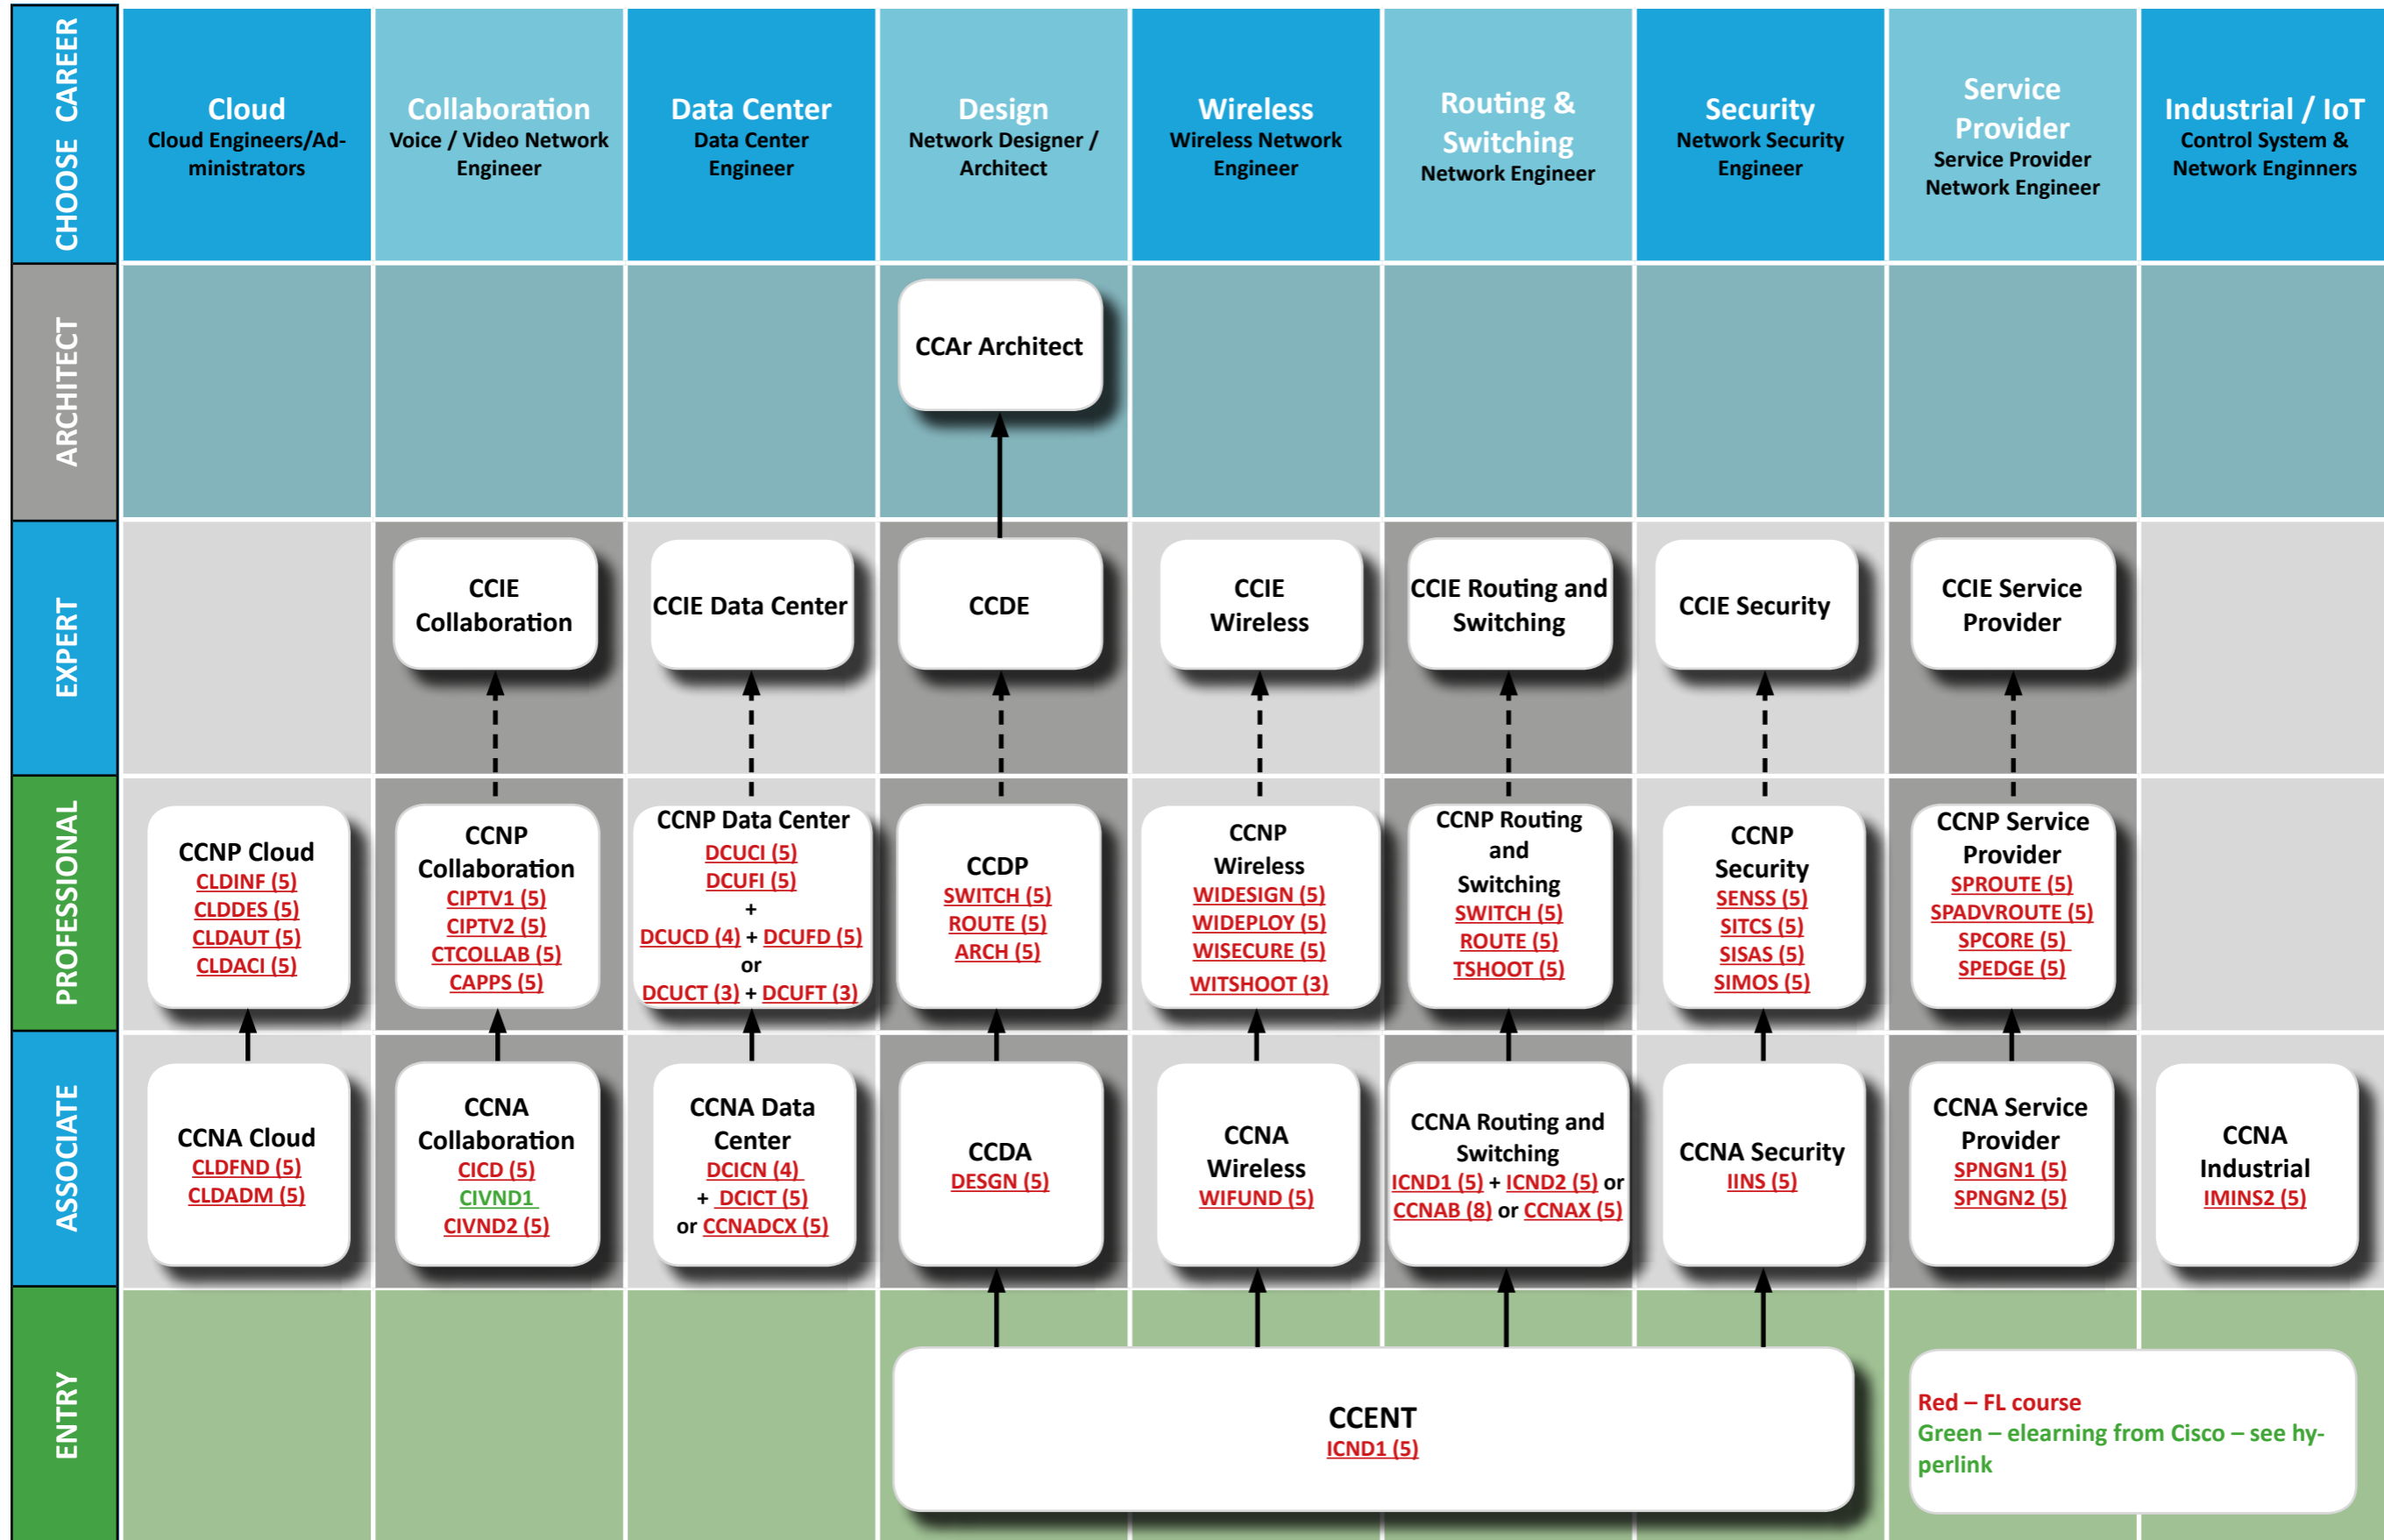 CHOOSE CAREER
Cloud
Cloud Engineers/Ad-
ministrators
Collaboration
Voice / Video Network
Engineer
Data Center
Data Center
Engineer
Design
Network Designer /
Architect
Wireless
Wireless Network
Engineer
Routing &
Switching
Network Engineer
Security
Network Security
Engineer
Service
Provider
Service Provider
Network Engineer
Industrial / IoT
Control System &
Network Enginners
ARCHITECT
CCAr Architect
EXPERT
CCIE
Collaboration
CCIE Data Center
CCDE
CCIE
Wireless
CCIE Routing and
Switching
CCIE Security
CCIE Service
Provider
PROFESSIONAL
CCNP Cloud
CLDINF (5)
CLDDES (5)
CLDAUT (5)
CLDACI (5)
CCNP
Collaboration
CIPTV1 (5)
CIPTV2 (5)
CTCOLLAB (5)
CAPPS (5)
CCNP Data Center
DCUCI (5)
DCUFI (5)
+
DCUCD (4) + DCUFD (5)
or
DCUCT (3) + DCUFT (3)
CCDP
SWITCH (5)
ROUTE (5)
ARCH (5)
CCNP
Wireless
WIDESIGN (5)
WIDEPLOY (5)
WISECURE (5)
WITSHOOT (3)
CCNP Routing
and
Switching
SWITCH (5)
ROUTE (5)
TSHOOT (5)
CCNP
Security
SENSS (5)
SITCS (5)
SISAS (5)
SIMOS (5)
CCNP Service
Provider
SPROUTE (5)
SPADVROUTE (5)
SPCORE (5)
SPEDGE (5)
ASSOCIATE
CCNA Cloud
CLDFND (5)
CLDADM (5)
CCNA
Collaboration
CICD (5)
CIVND1
CIVND2 (5)
CCNA Data
Center
DCICN (4)
+ DCICT (5)
or CCNADCX (5)
CCDA
DESGN (5)
CCNA
Wireless
WIFUND (5)
CCNA Routing and
Switching
ICND1 (5) + ICND2 (5) or
CCNAB (8) or CCNAX (5)
CCNA Security
IINS (5)
CCNA Service
Provider
SPNGN1 (5)
SPNGN2 (5)
CCNA
Industrial
IMINS2 (5)
ENTRY
CCENT
ICND1 (5)
Red – FL course
Green – elearning from Cisco – see hy-
perlink